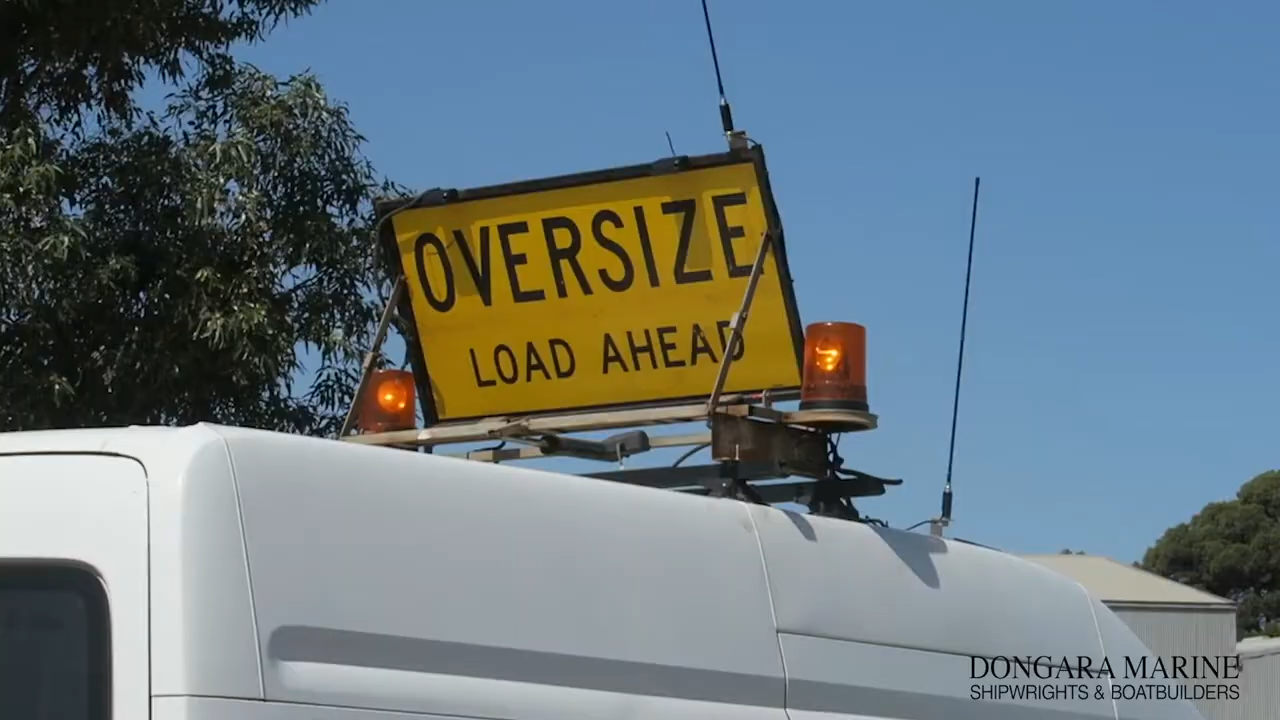 OVERSIZE
LOAD AHEAD
DONGARA MARINE
SHIPWRIGHTS & BOATBUILDERS